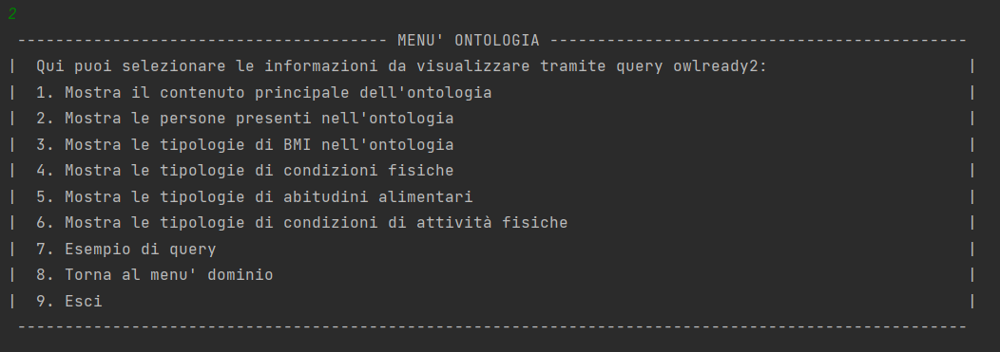 2
--------------------------------------- MENU' ONTOLOGIA --------------------------------------------
|  Qui puoi selezionare le informazioni da visualizzare tramite query owlready2:                     |
|  1. Mostra il contenuto principale dell'ontologia                                                  |
|  2. Mostra le persone presenti nell'ontologia                                                      |
|  3. Mostra le tipologie di BMI nell'ontologia                                                      |
|  4. Mostra le tipologie di condizioni fisiche                                                      |
|  5. Mostra le tipologie di abitudini alimentari                                                    |
|  6. Mostra le tipologie di condizioni di attività fisiche                                          |
|  7. Esempio di query                                                                               |
|  8. Torna al menu' dominio                                                                         |
|  9. Esci                                                                                           |
----------------------------------------------------------------------------------------------------